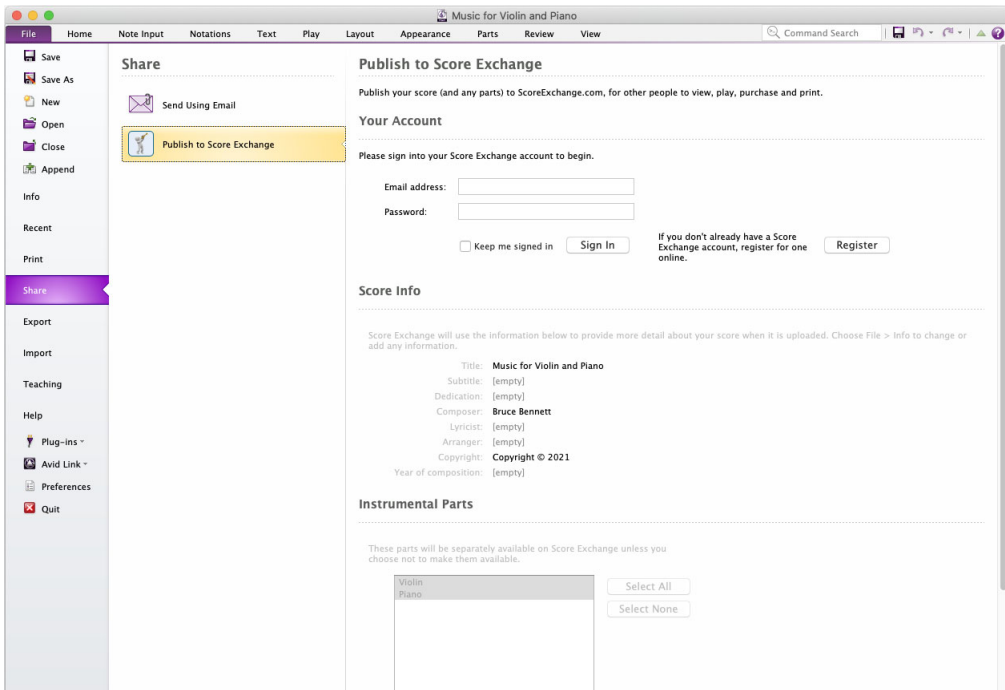 Music for Violin and Piano
File Home Note Input Notations Text Play Layout Appearance Parts Review View Command Search
Save
Save As
New
Open
Close
Append
Info
Recent
Print
Share
Export
Import
Teaching
Help
Plug-ins
Avid Link
Preferences
Quit
Share
Send Using Email
Publish to Score Exchange
Publish to Score Exchange
Publish your score (and any parts) to ScoreExchange.com, for other people to view, play, purchase and print.
Your Account
Please sign into your Score Exchange account to begin.
Email address:
Password:
Keep me signed in Sign In
If you don't already have a Score
Exchange account, register for one
online.
Register
Score Info
Score Exchange will use the information below to provide more detail about your score when it is uploaded. Choose File > Info to change or
add any information.
Title: Music for Violin and Piano
Subtitle: [empty]
Dedication: [empty]
Composer: Bruce Bennett
Lyricist: [empty]
Arranger: [empty]
Copyright: Copyright © 2021
Year of composition: [empty]
Instrumental Parts
These parts will be separately available on Score Exchange unless you
choose not to make them available.
Violin
Piano
Select All
Select None